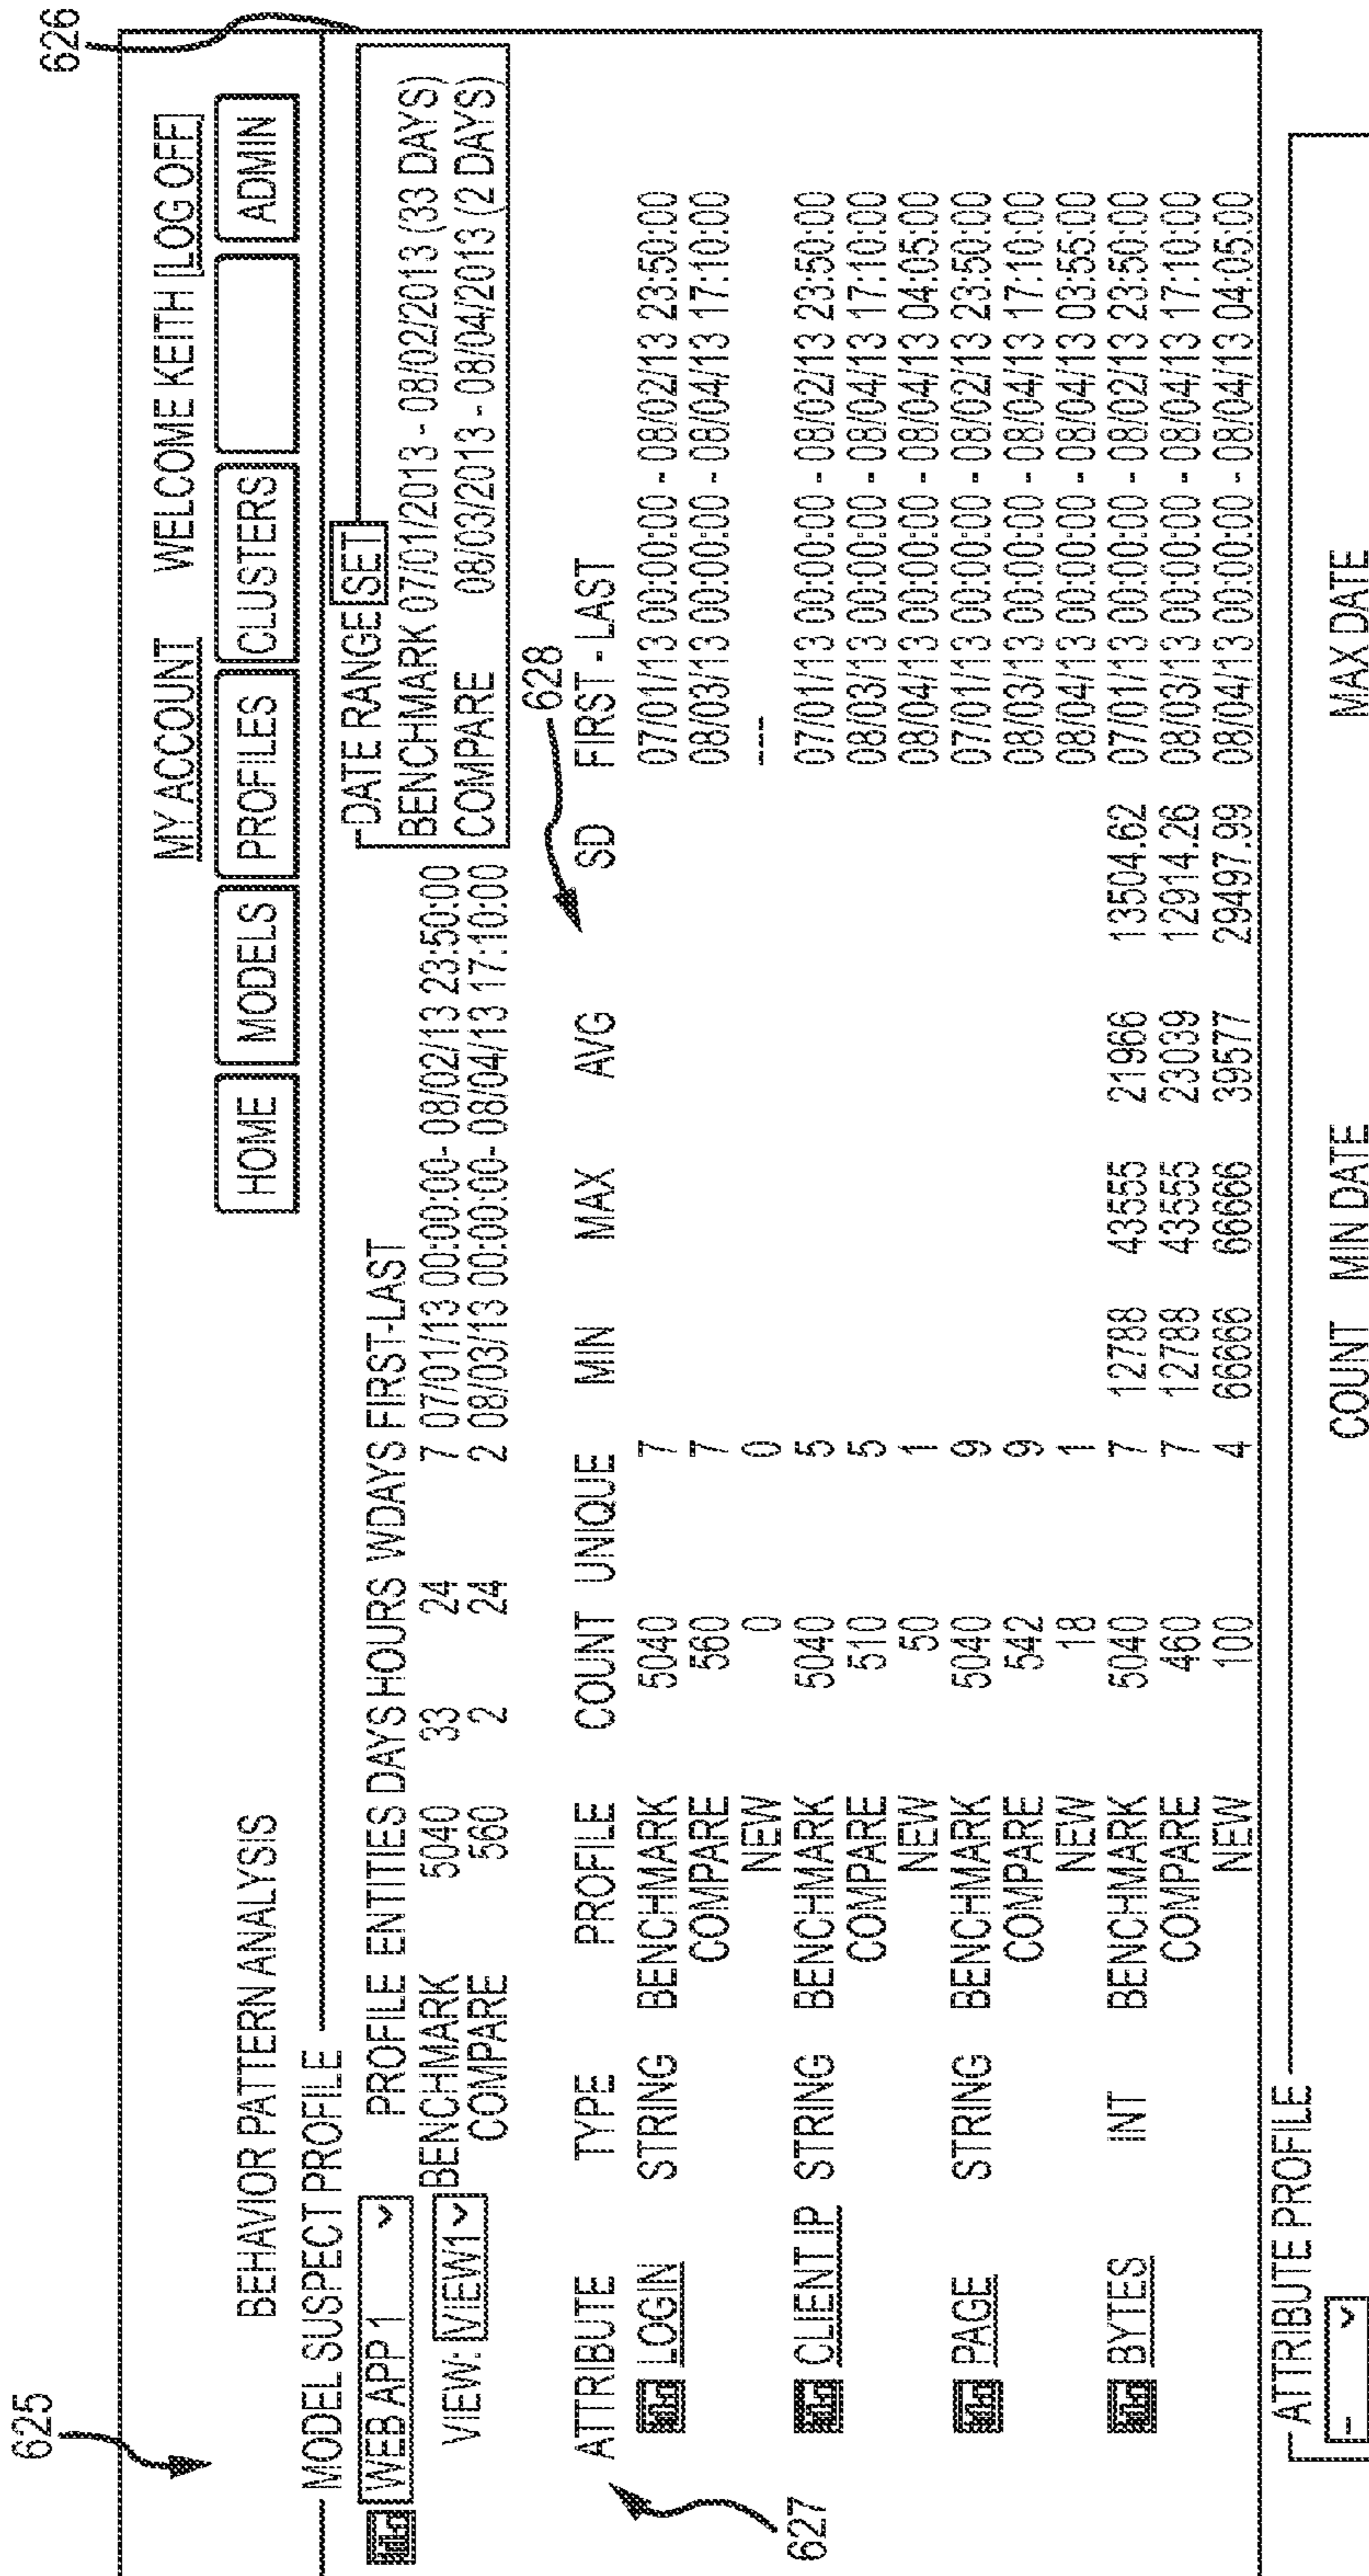 625
626
BEHAVIOR PATTERN ANALYSIS
MY ACCOUNT WELCOME KEITH [LOG OFF]
HOME MODELS PROFILES CLUSTERS ADMIN
MODEL SUSPECT PROFILE
WEB APP 1
VIEW: VIEW1
PROFILE ENTITIES DAYS HOURS WDAYS FIRST-LAST
BENCHMARK 5040 33 24 7 07/01/13 00:00:00- 08/02/13 23:50:00
COMPARE 560 2 24 2 08/03/13 00:00:00- 08/04/13 17:10:00
DATE RANGE SET
BENCHMARK 07/01/2013 - 08/02/2013 (33 DAYS)
COMPARE 08/03/2013 - 08/04/2013 (2 DAYS)
627
628
ATTRIBUTE TYPE PROFILE COUNT UNIQUE MIN MAX AVG SD FIRST - LAST
LOGIN STRING BENCHMARK 5040 7 07/01/13 00:00:00 - 08/02/13 23:50:00
COMPARE 560 7 08/03/13 00:00:00 - 08/04/13 17:10:00
NEW 0 0 ---
CLIENT IP STRING BENCHMARK 5040 5 07/01/13 00:00:00 - 08/02/13 23:50:00
COMPARE 510 5 08/03/13 00:00:00 - 08/04/13 17:10:00
NEW 50 1 08/04/13 00:00:00 - 08/04/13 04:05:00
PAGE STRING BENCHMARK 5040 9 07/01/13 00:00:00 - 08/02/13 23:50:00
COMPARE 542 9 08/03/13 00:00:00 - 08/04/13 17:10:00
NEW 18 1 08/04/13 00:00:00 - 08/04/13 03:55:00
BYTES INT BENCHMARK 5040 7 12788 43555 21966 13504.62 07/01/13 00:00:00 - 08/02/13 23:50:00
COMPARE 460 7 12788 43555 23039 12914.26 08/03/13 00:00:00 - 08/04/13 17:10:00
NEW 100 4 66666 66666 39577 29497.99 08/04/13 00:00:00 - 08/04/13 04:05:00
ATTRIBUTE PROFILE
-
COUNT MIN DATE MAX DATE